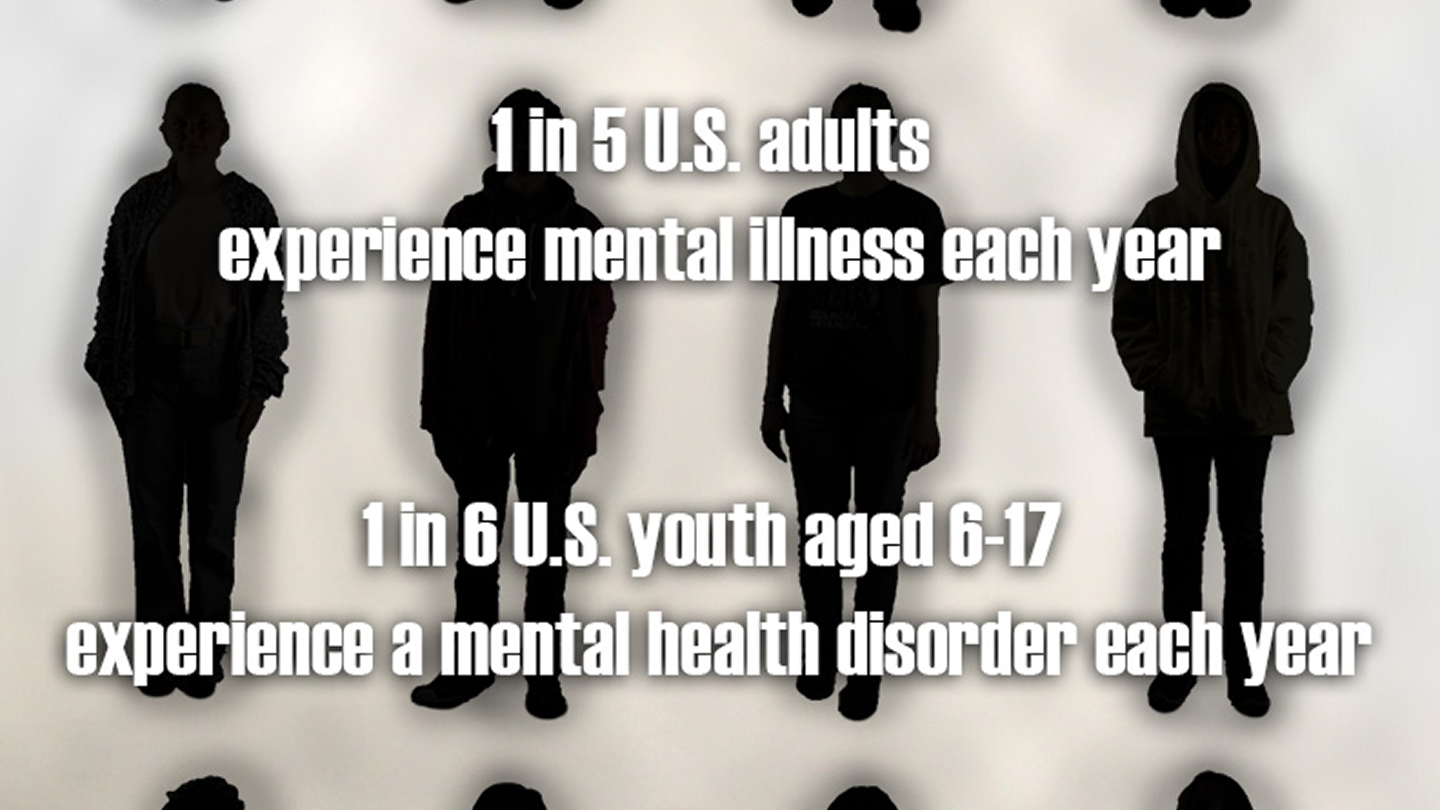 1 in 5 U.S. adults
experience mental illness each year
1 in 6 U.S. youth aged 6-17
experience a mental health disorder each year